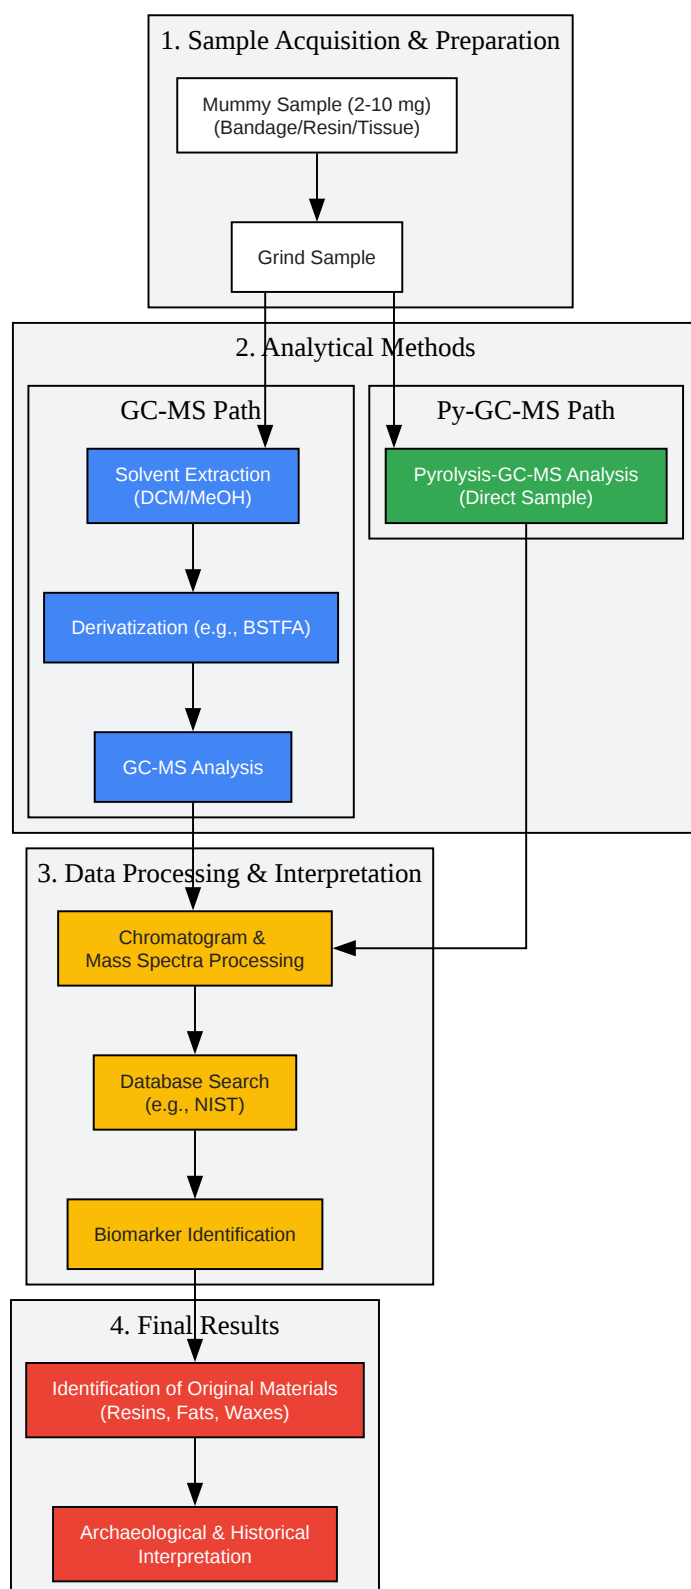 1. Sample Acquisition & Preparation
Mummy Sample (2-10 mg)
(Bandage/Resin/Tissue)
Grind Sample
2. Analytical Methods
GC-MS Path
Solvent Extraction
(DCM/MeOH)
Derivatization (e.g., BSTFA)
GC-MS Analysis
Py-GC-MS Path
Pyrolysis-GC-MS Analysis
(Direct Sample)
3. Data Processing & Interpretation
Chromatogram &
Mass Spectra Processing
Database Search
(e.g., NIST)
Biomarker Identification
4. Final Results
Identification of Original Materials
(Resins, Fats, Waxes)
Archaeological & Historical
Interpretation